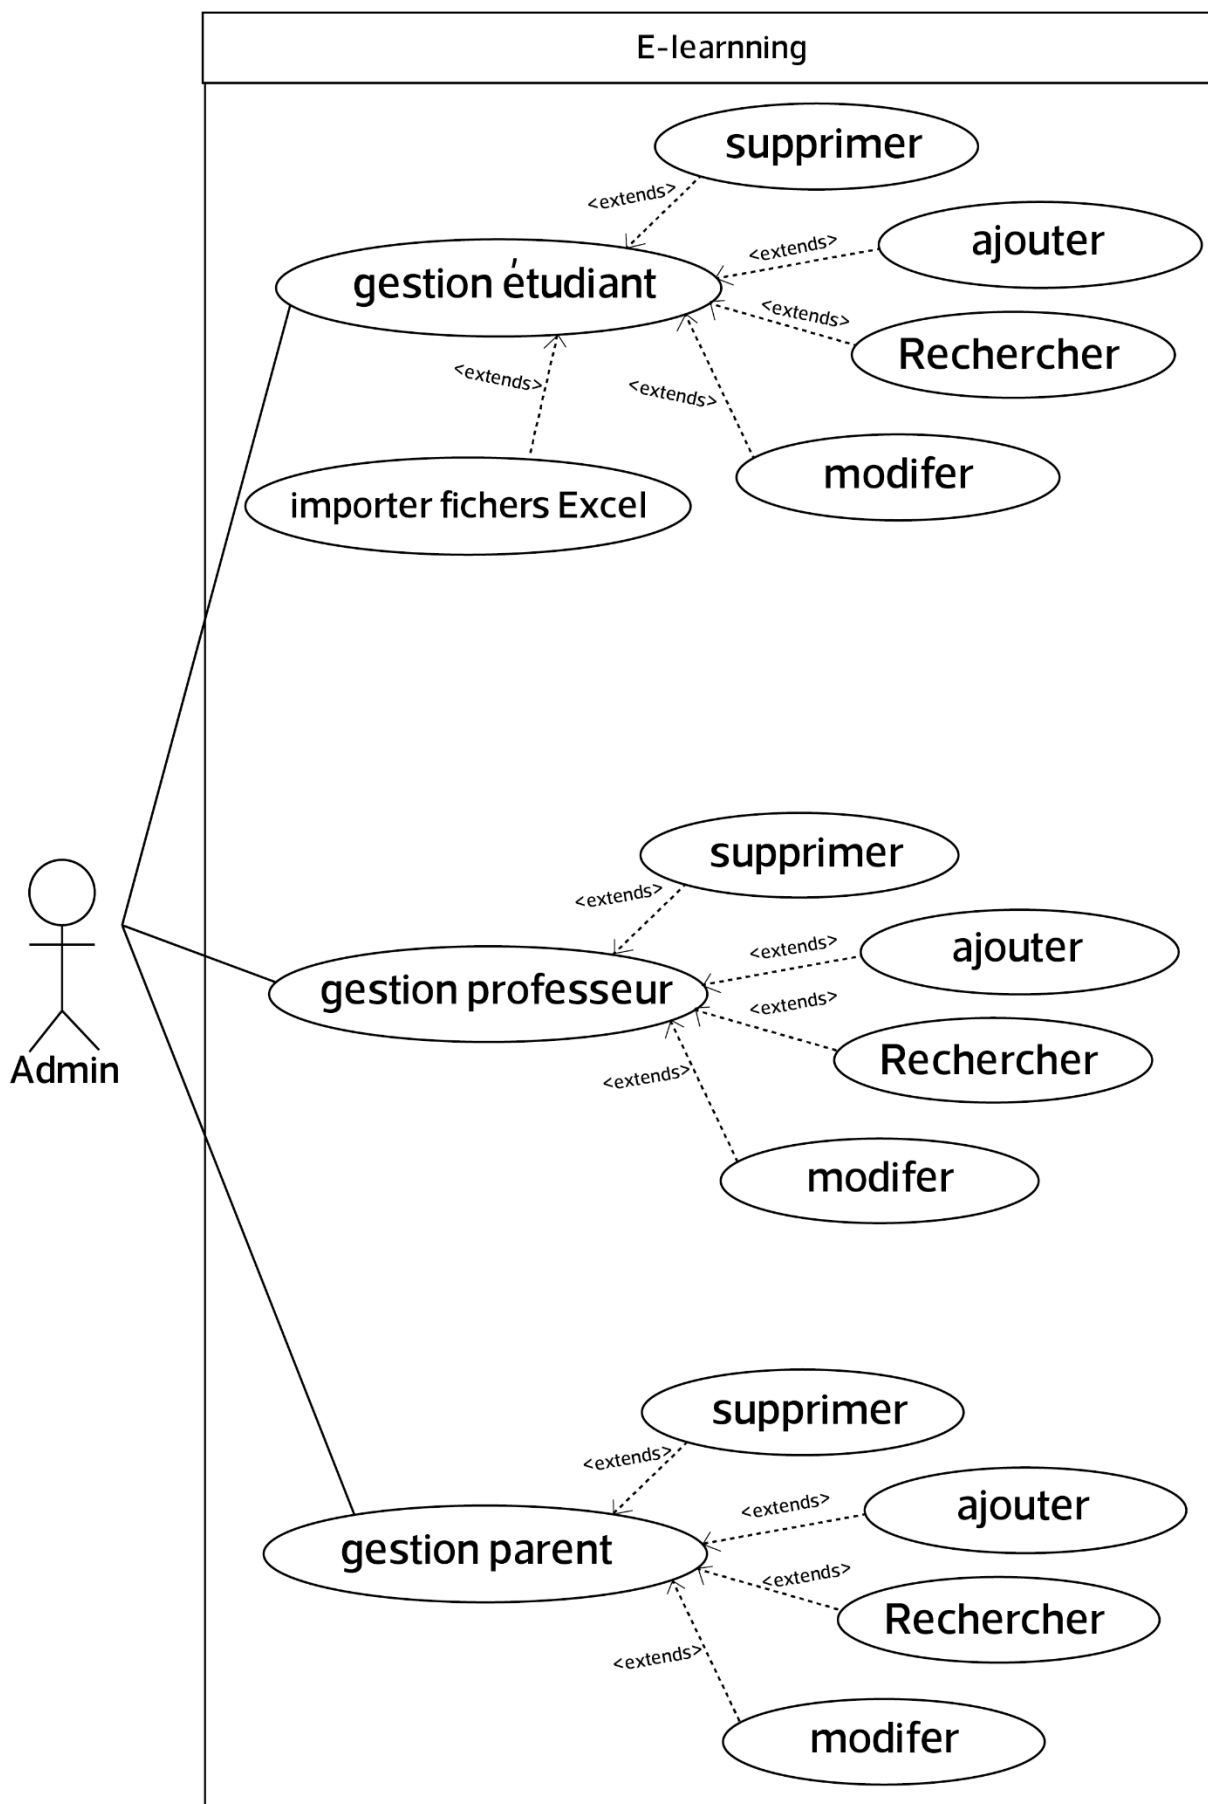 E-learnning
supprimer
<extends>
ajouter
<extends>
gestion étudiant
<extends>
Rechercher
<extends>
<extends>
modifer
importer fichers Excel
supprimer
<extends>
ajouter
<extends>
gestion professeur
<extends>
Rechercher
<extends>
modifer
Admin
supprimer
<extends>
ajouter
<extends>
gestion parent
<extends>
Rechercher
<extends>
modifer